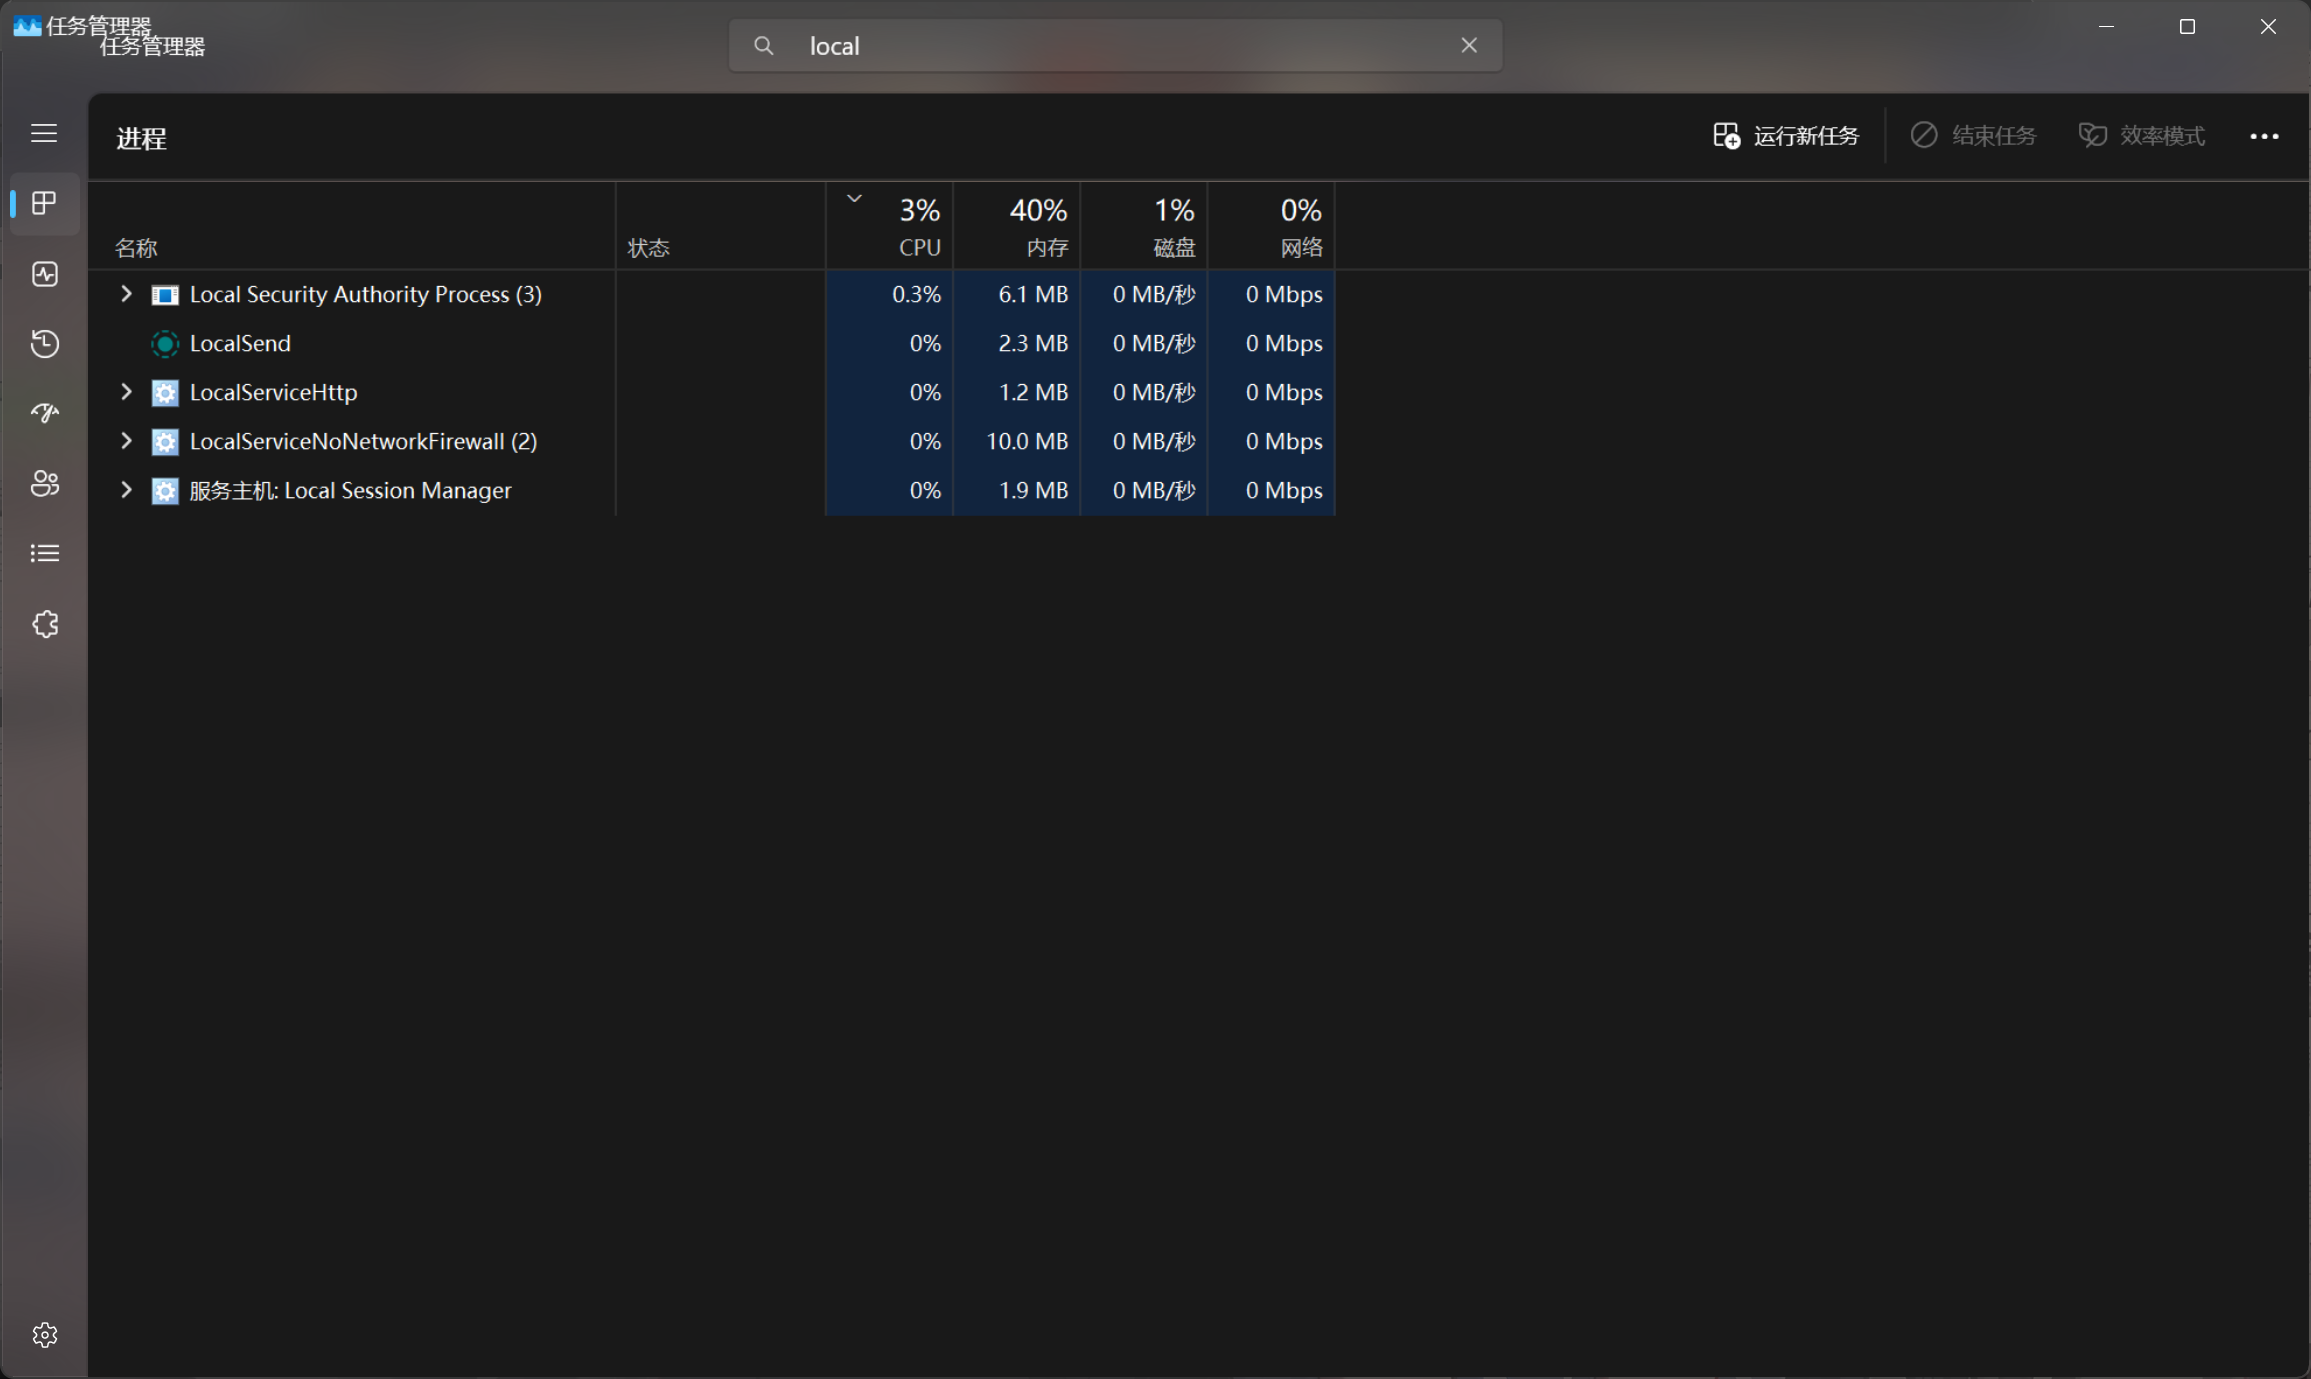 任务管理器
任务管理器
local
进程
运行新任务
结束任务
效率模式
3%
40%
1%
0%
名称
状态
CPU
内存
磁盘
网络
Local Security Authority Process (3)
0.3%
6.1 MB
0 MB/秒
0 Mbps
LocalSend
0%
2.3 MB
0 MB/秒
0 Mbps
LocalServiceHttp
0%
1.2 MB
0 MB/秒
0 Mbps
LocalServiceNoNetworkFirewall (2)
0%
10.0 MB
0 MB/秒
0 Mbps
服务主机: Local Session Manager
0%
1.9 MB
0 MB/秒
0 Mbps